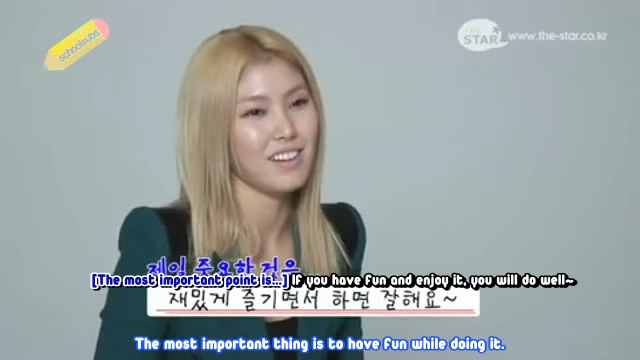 schoolsubs
THE STAR www.the-star.co.kr
제일 중요한 것은
[The most important point is...] If you have fun and enjoy it, you will do well~
재밌게 즐기면서 하면 잘해요~
The most important thing is to have fun while doing it.